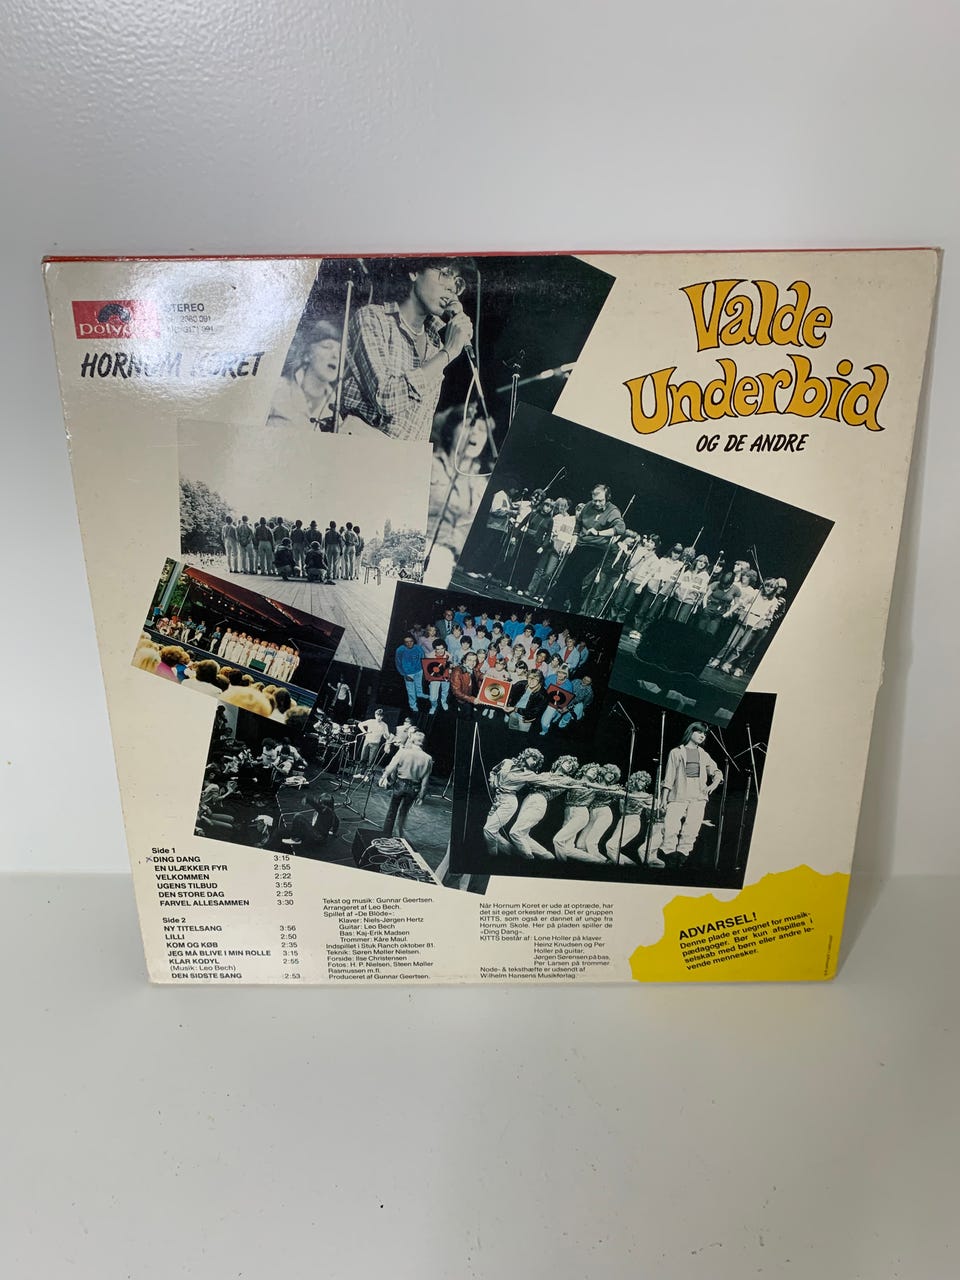 polyd
STEREO
2380 091
HORNUM KORET
Valde
Underbid
OG DE ANDRE
Side 1
DING DANG 3:15
EN ULÆKKER FYR 2:55
VELKOMMEN 2:22
UGENS TILBUD 3:55
DEN STORE DAG 2:25
FARVEL ALLESAMMEN 3:30
Side 2
NY TITELSANG 3:56
LILLI 2:50
KOM OG KØB 2:35
JEG MÅ BLIVE I MIN ROLLE 3:15
KLAR KODYL 2:55
(Musik: Leo Bech)
DEN SIDSTE SANG 2:53
Tekst og musik: Gunnar Geertsen.
Arrangeret af Leo Bech.
Spillet af »De Blöde«:
Klaver: Niels-Jørgen Hertz
Guitar: Leo Bech
Bas: Kaj-Erik Madsen
Trommer: Kåre Maul.
Indspillet i Stuk Ranch oktober 81.
Teknik: Søren Møller Nielsen.
Forside: Ilse Christensen
Fotos: H. P. Nielsen, Steen Møller
Rasmussen m.fl.
Produceret af Gunnar Geertsen.
Når Hornum Koret er ude at optræde, har
det sit eget orkester med. Det er gruppen
KITTS, som også er dannet af unge fra
Hornum Skole. Her på pladen spiller de
»Ding Dang«.
KITTS består af: Lone Holler på klaver
Heinz Knudsen og Per
Holler på guitar,
Jørgen Sørensen på bas,
Per Larsen på trommer.
Node- & teksthæfte er udsendt af
Wilhelm Hansens Musikforlag.
ADVARSEL!
Denne plade er uegnet for musik-
pædagoger. Bør kun afspilles i
selskab med børn eller andre le-
vende mennesker.